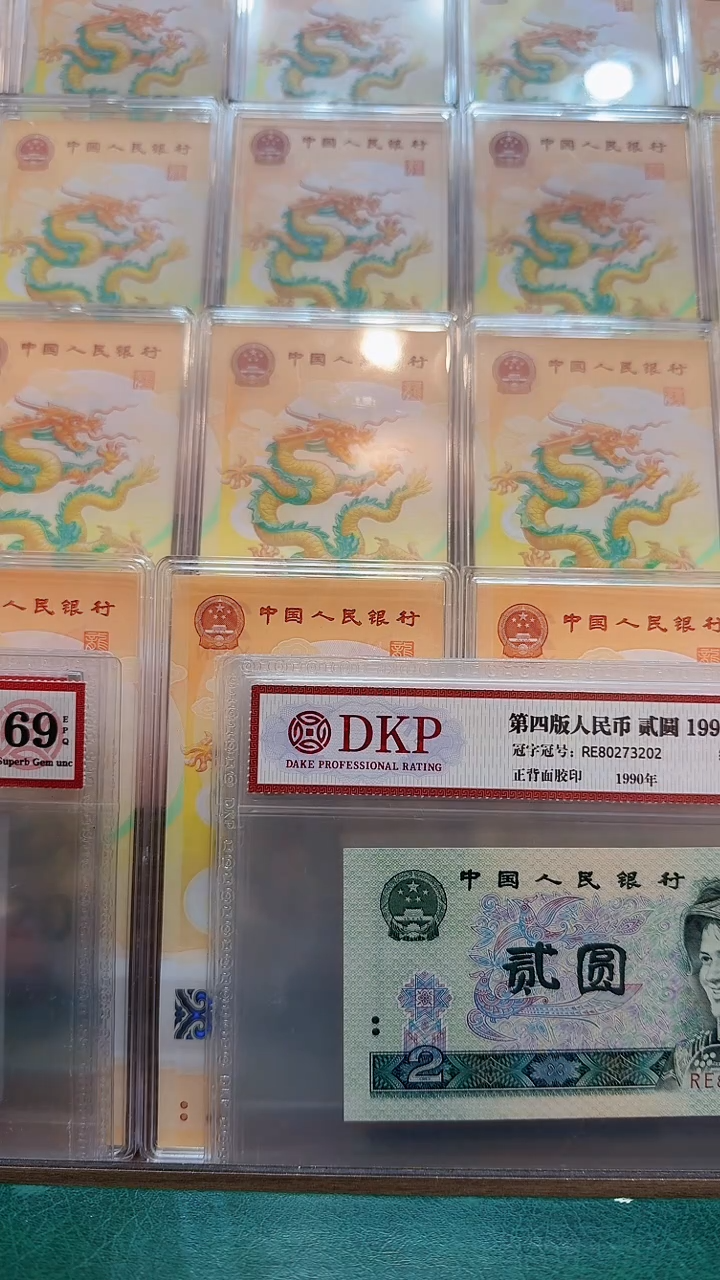 中国人民银行
中国人民银行
中国人民银行
中国人民银行
中国人民银行
中国人民银行
人民银行
中国人民银行
中国人民银行
69
EPQ
Superb Gem unc
DKP
DAKE PROFESSIONAL RATING
第四版人民币 贰圆 199
冠字冠号：RE80273202
正背面胶印 1990年
中国人民银行
贰圆
2
RE8